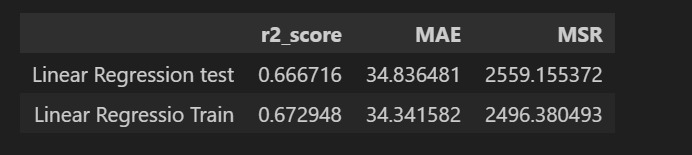 r2_score MAE MSR
Linear Regression test 0.666716 34.836481 2559.155372
Linear Regressio Train 0.672948 34.341582 2496.380493